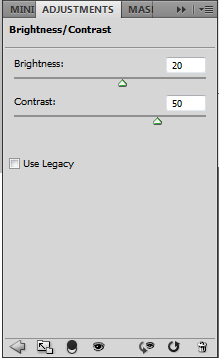 MINI ADJUSTMENTS MAS
Brightness/Contrast
Brightness: 20
Contrast: 50
Use Legacy